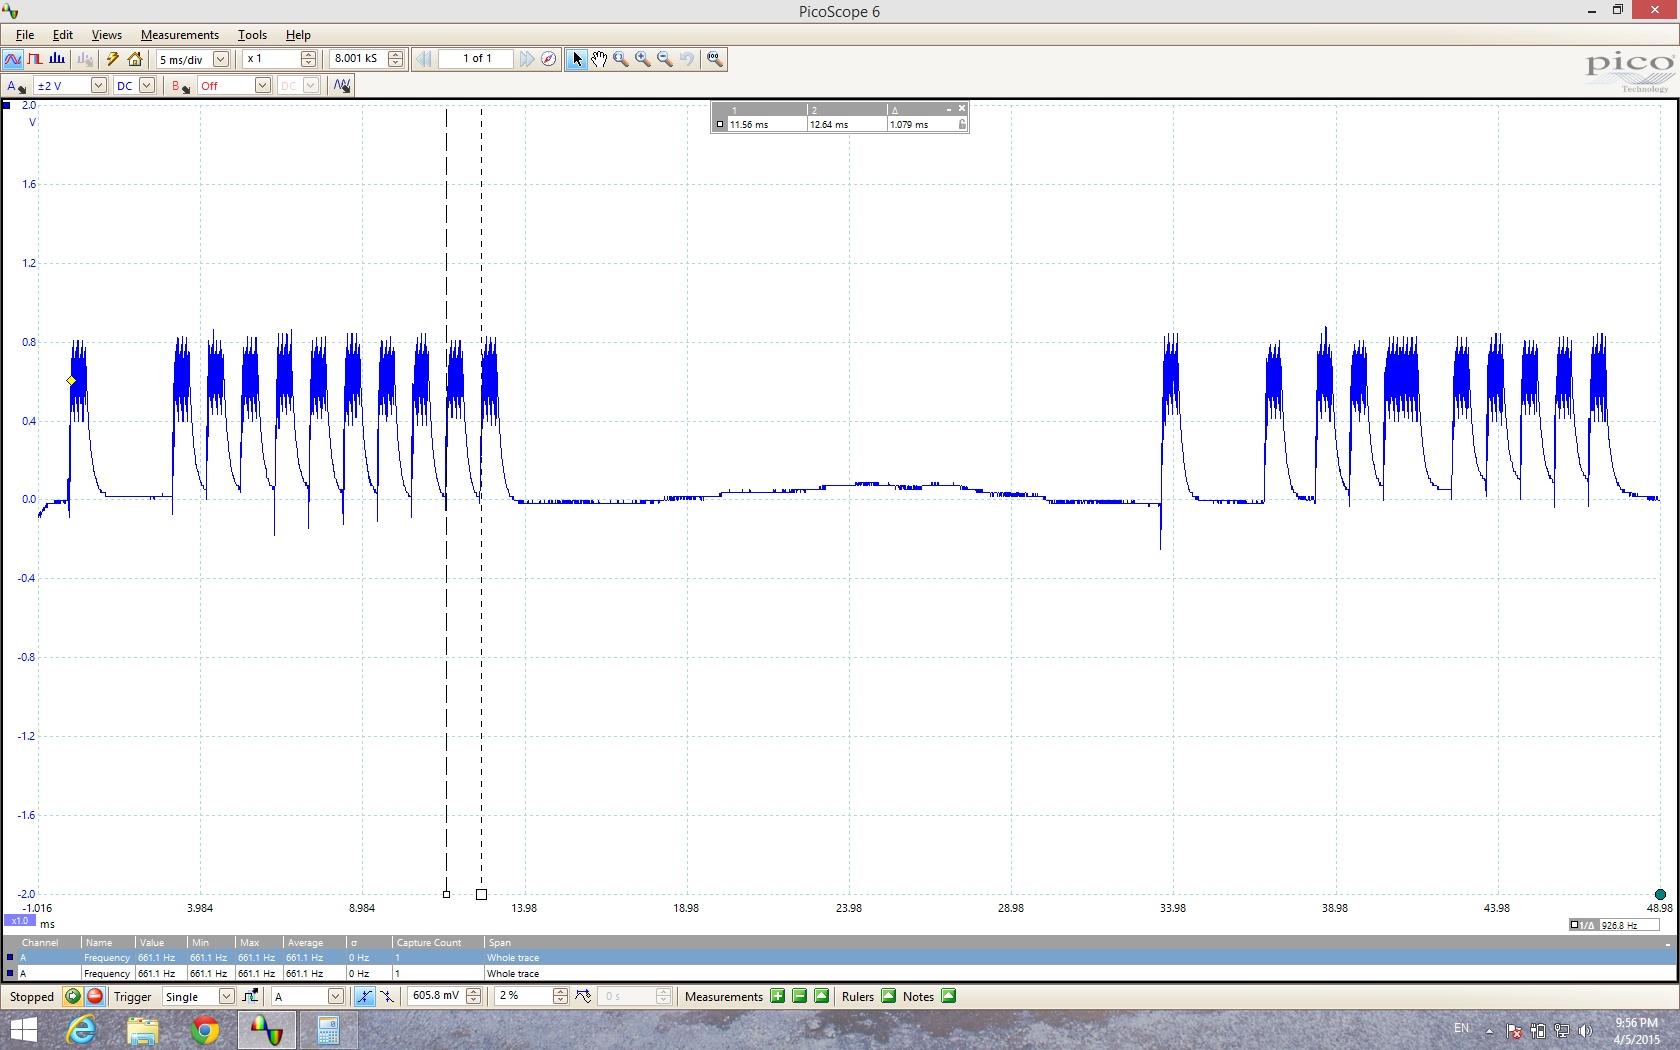 PicoScope 6
File Edit Views Measurements Tools Help
5 ms/div x 1 8.001 kS 1 of 1
pico
Technology
A ±2 V DC B Off DC
2.0
V
1.6
1.2
0.8
0.4
0.0
-0.4
-0.8
-1.2
-1.6
-2.0
1 2 Δ
11.56 ms 12.64 ms 1.079 ms
-1.016 3.984 8.984 13.98 18.98 23.98 28.98 33.98 38.98 43.98 48.98
x1.0 ms
1/Δ 926.8 Hz
Channel Name Value Min Max Average σ Capture Count Span
A Frequency 661.1 Hz 661.1 Hz 661.1 Hz 661.1 Hz 0 Hz 1 Whole trace
A Frequency 661.1 Hz 661.1 Hz 661.1 Hz 661.1 Hz 0 Hz 1 Whole trace
Stopped Trigger Single A 605.8 mV 2 % 0 s Measurements Rulers Notes
EN
9:56 PM
4/5/2015